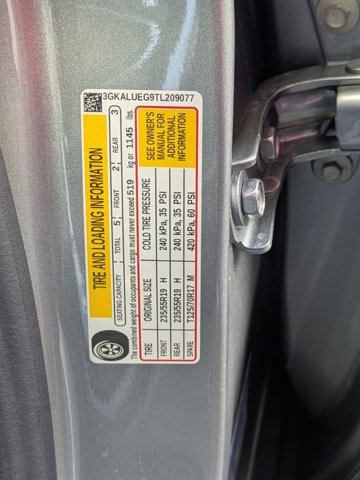 3GKALUEG9TL209077
TIRE AND LOADING INFORMATION
SEATING CAPACITY TOTAL 5 FRONT 2 REAR 3
The combined weight of occupants and cargo must never exceed 519 kg or 1145 lbs.
TIRE ORIGINAL SIZE COLD TIRE PRESSURE
FRONT 235/55R19 H 240 kPa, 35 PSI
REAR 235/55R19 H 240 kPa, 35 PSI
SPARE T125/70R17 M 420 kPa, 60 PSI
SEE OWNER'S
MANUAL FOR
ADDITIONAL
INFORMATION